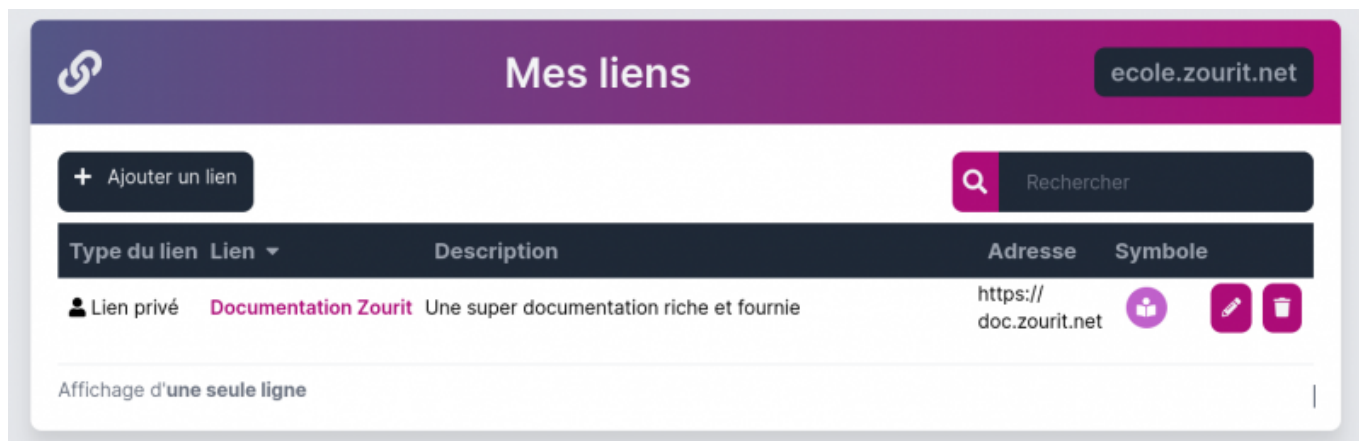 Mes liens
ecole.zourit.net
Ajouter un lien
Rechercher
Type du lien Lien Description Adresse Symbole
Lien privé Documentation Zourit Une super documentation riche et fournie https://
doc.zourit.net
Affichage d'une seule ligne